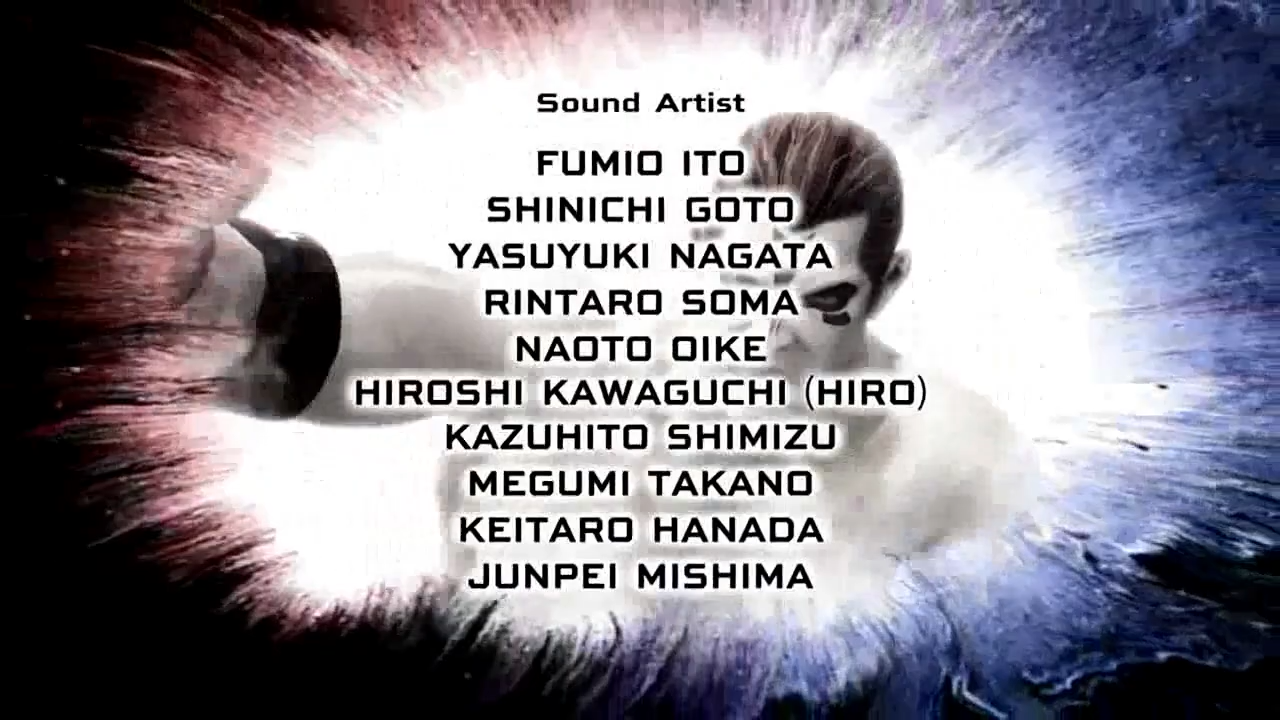 Sound Artist
FUMIO ITO
SHINICHI GOTO
YASUYUKI NAGATA
RINTARO SOMA
NAOTO OIKE
HIROSHI KAWAGUCHI (HIRO)
KAZUHITO SHIMIZU
MEGUMI TAKANO
KEITARO HANADA
JUNPEI MISHIMA